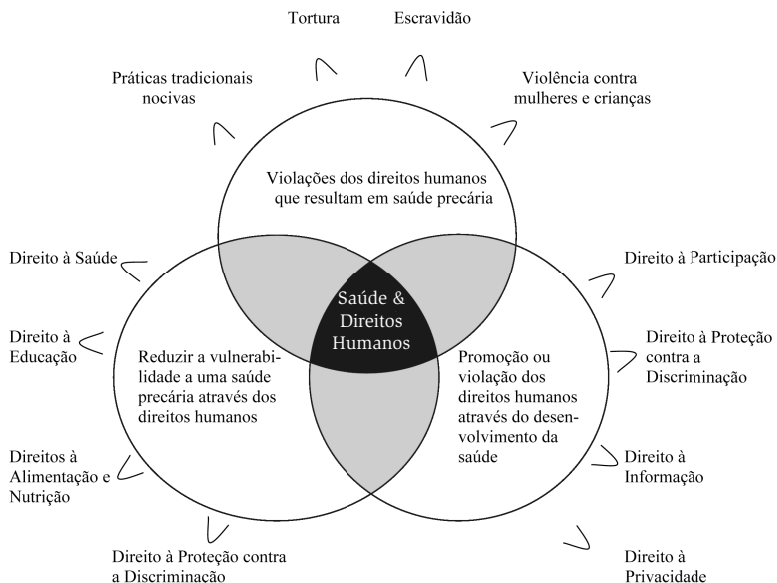 Tortura
Escravidão
Práticas tradicionais
nocivas
Violência contra
mulheres e crianças
Violações dos direitos humanos
que resultam em saúde precária
Direito à Saúde
Direito à
Educação
Direitos à
Alimentação e
Nutrição
Direito à Proteção contra
a Discriminacão
Reduzir a vulnerabi-
lidade a uma saúde
precária através dos
direitos humanos
Saúde &
Direitos
Humanos
Promoção ou
violação dos
direitos humanos
através do desen-
volvimento da
saúde
Direito à Participação
Direito à Proteção
contra a
Discriminação
Direito à
Informação
Direito à
Privacidade